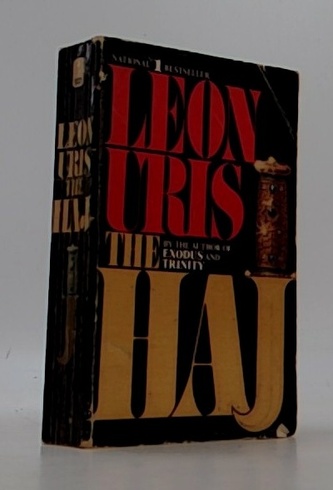 NATIONAL #1 BESTSELLER
LEON
URIS
THE
BY THE AUTHOR OF
EXODUS AND
TRINITY
HAJ
LEON
URIS
THE
HAJ